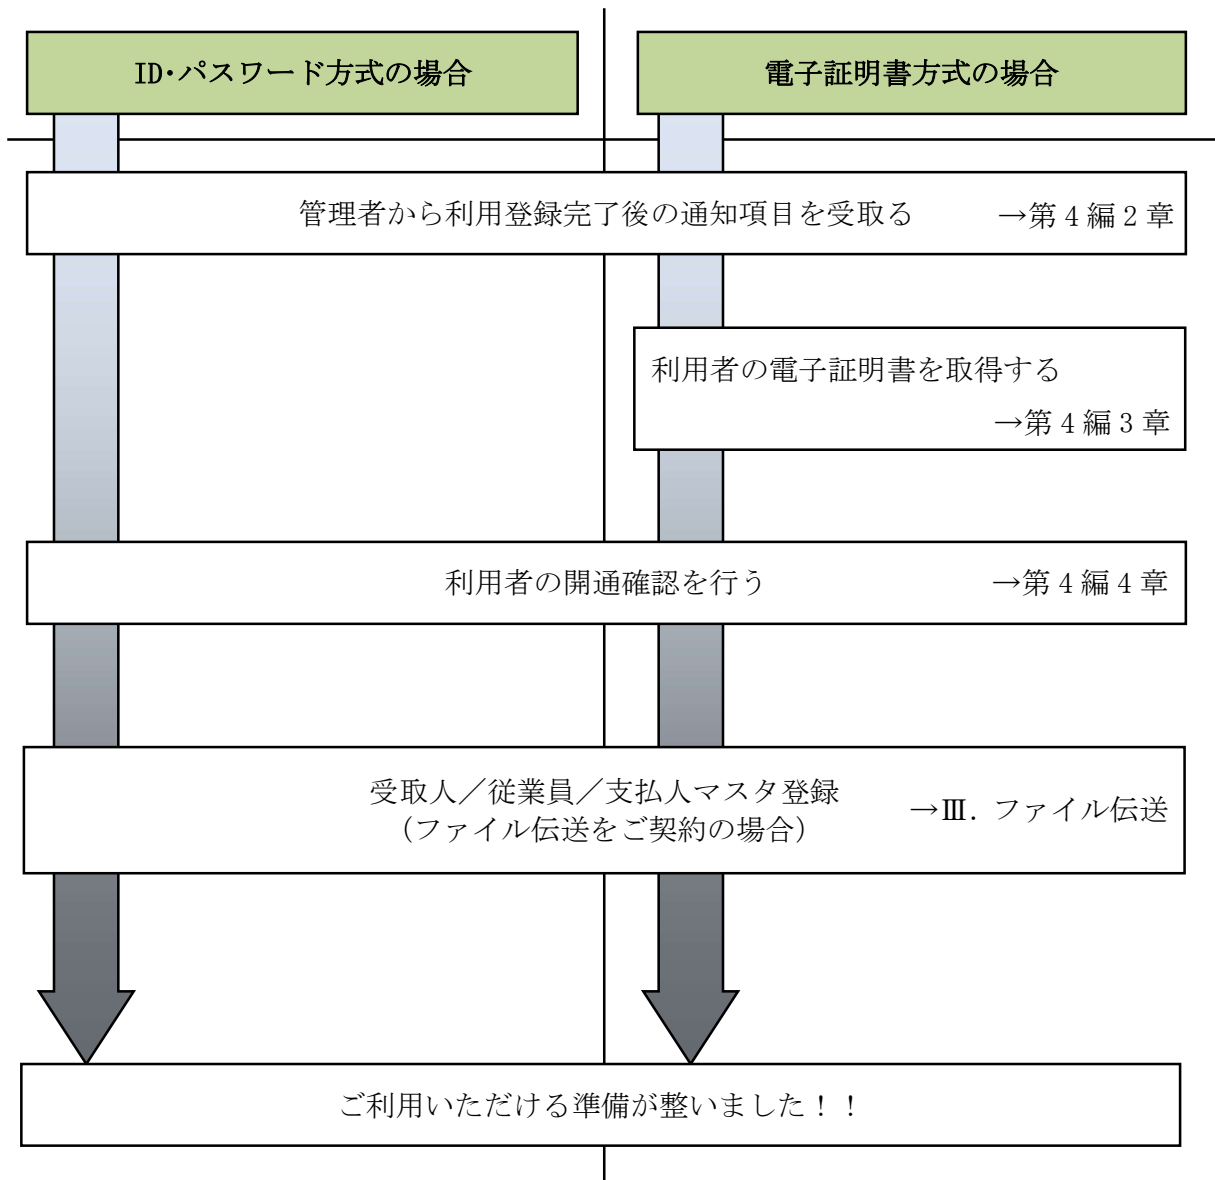 ID・パスワード方式の場合
電子証明書方式の場合
管理者から利用登録完了後の通知項目を受取る →第４編２章
利用者の電子証明書を取得する
→第４編３章
利用者の開通確認を行う →第４編４章
受取人／従業員／支払人マスタ登録
（ファイル伝送をご契約の場合）
→Ⅲ．ファイル伝送
ご利用いただける準備が整いました！！